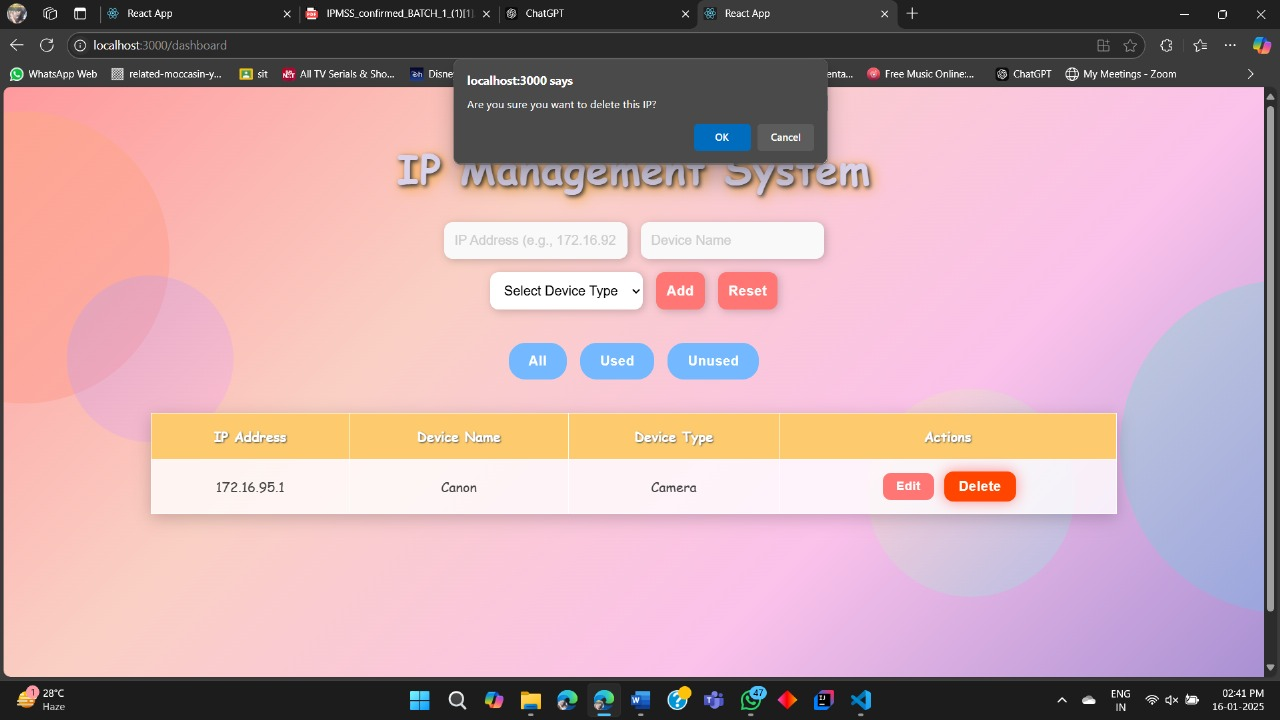 React App
IPMSS_confirmed_BATCH_1_(1)[1]
ChatGPT
React App
localhost:3000/dashboard
WhatsApp Web
related-moccasin-y...
sit
All TV Serials & Sho...
Disne
enta...
Free Music Online:...
ChatGPT
My Meetings - Zoom
localhost:3000 says
Are you sure you want to delete this IP?
OK Cancel
IP Management System
IP Address (e.g., 172.16.92 Device Name
Select Device Type Add Reset
All Used Unused
IP Address Device Name Device Type Actions
172.16.95.1 Canon Camera Edit Delete
1
28°C
Haze
47
ENG
IN
02:41 PM
16-01-2025